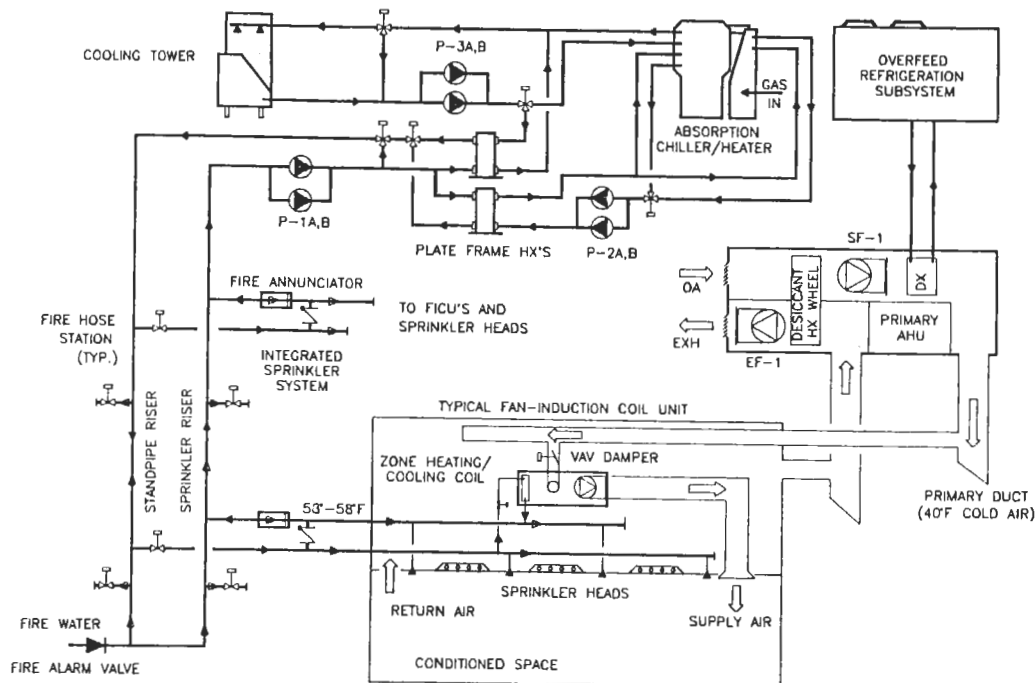 COOLING TOWER
P-3A,B
GAS
IN
ABSORPTION
CHILLER/HEATER
OVERFEED
REFRIGERATION
SUBSYSTEM
P-1A,B
PLATE FRAME HX'S
P-2A,B
SF-1
OA
DESICCANT
HX WHEEL
DX
EXH
EF-1
PRIMARY
AHU
FIRE ANNUNCIATOR
TO FICU'S AND
SPRINKLER HEADS
FIRE HOSE
STATION
(TYP.)
INTEGRATED
SPRINKLER
SYSTEM
STANDPIPE RISER
SPRINKLER RISER
TYPICAL FAN-INDUCTION COIL UNIT
VAV DAMPER
ZONE HEATING/
COOLING COIL
53°-58°F
PRIMARY DUCT
(40°F COLD AIR)
RETURN AIR
SPRINKLER HEADS
SUPPLY AIR
FIRE WATER
FIRE ALARM VALVE
CONDITIONED SPACE